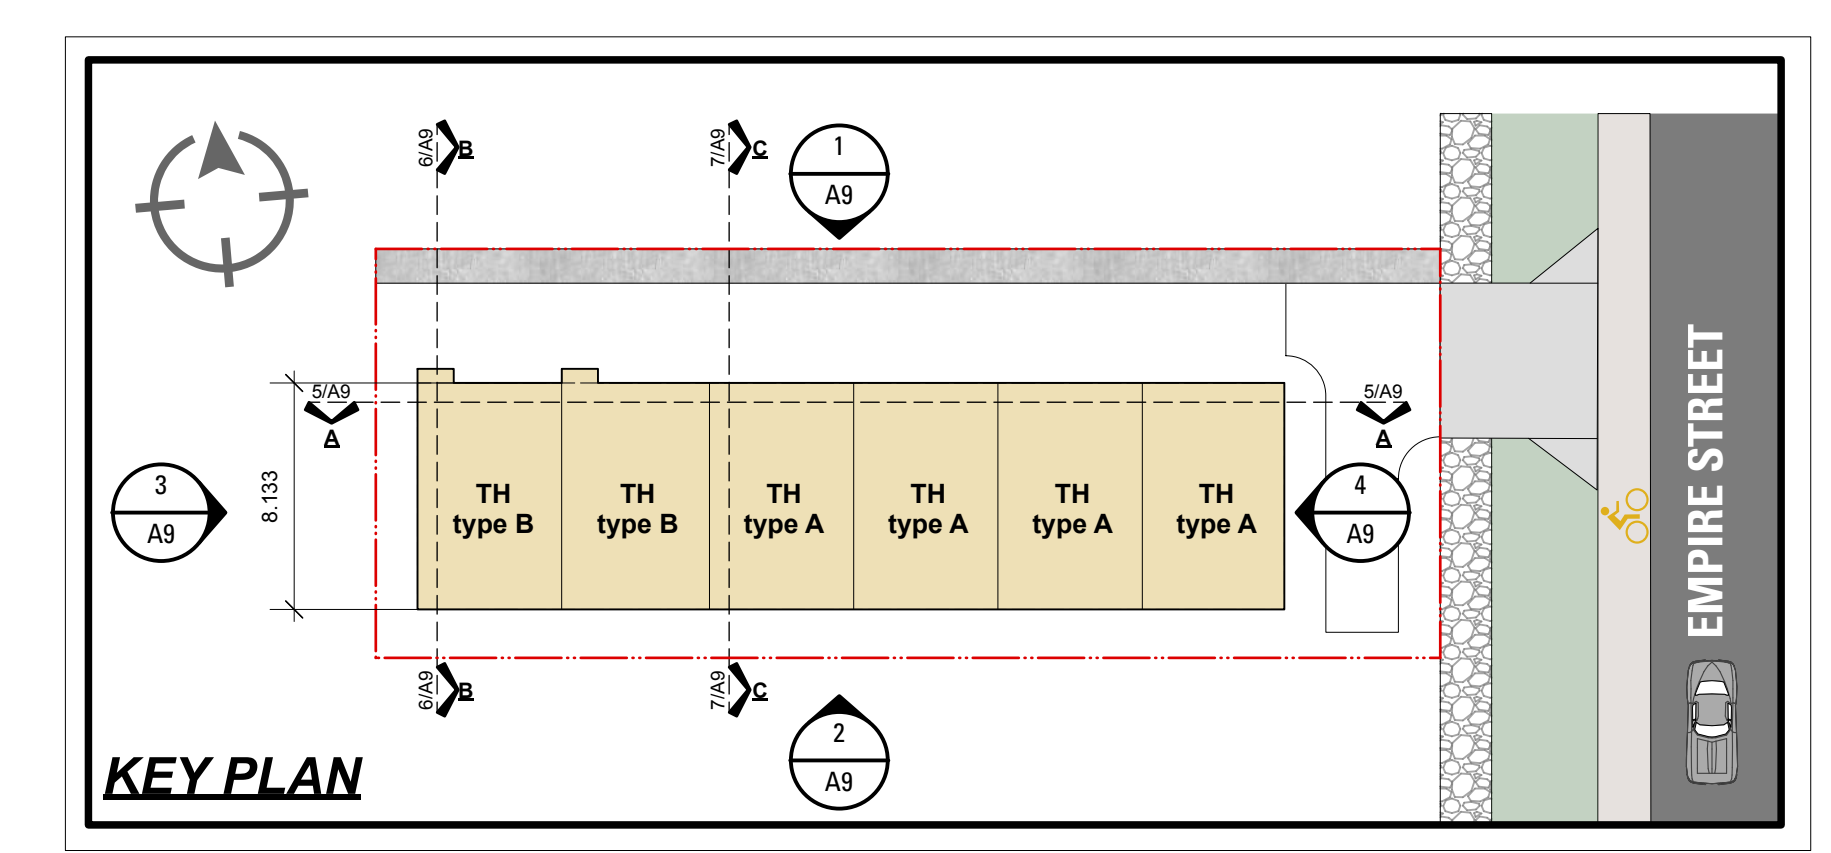 6/A9
B
7/A9
C
1
A9
5/A9
A
5/A9
A
3
A9
8.133
TH
type B
TH
type B
TH
type A
TH
type A
TH
type A
TH
type A
4
A9
EMPIRE STREET
6/A9
B
7/A9
C
2
A9
KEY PLAN